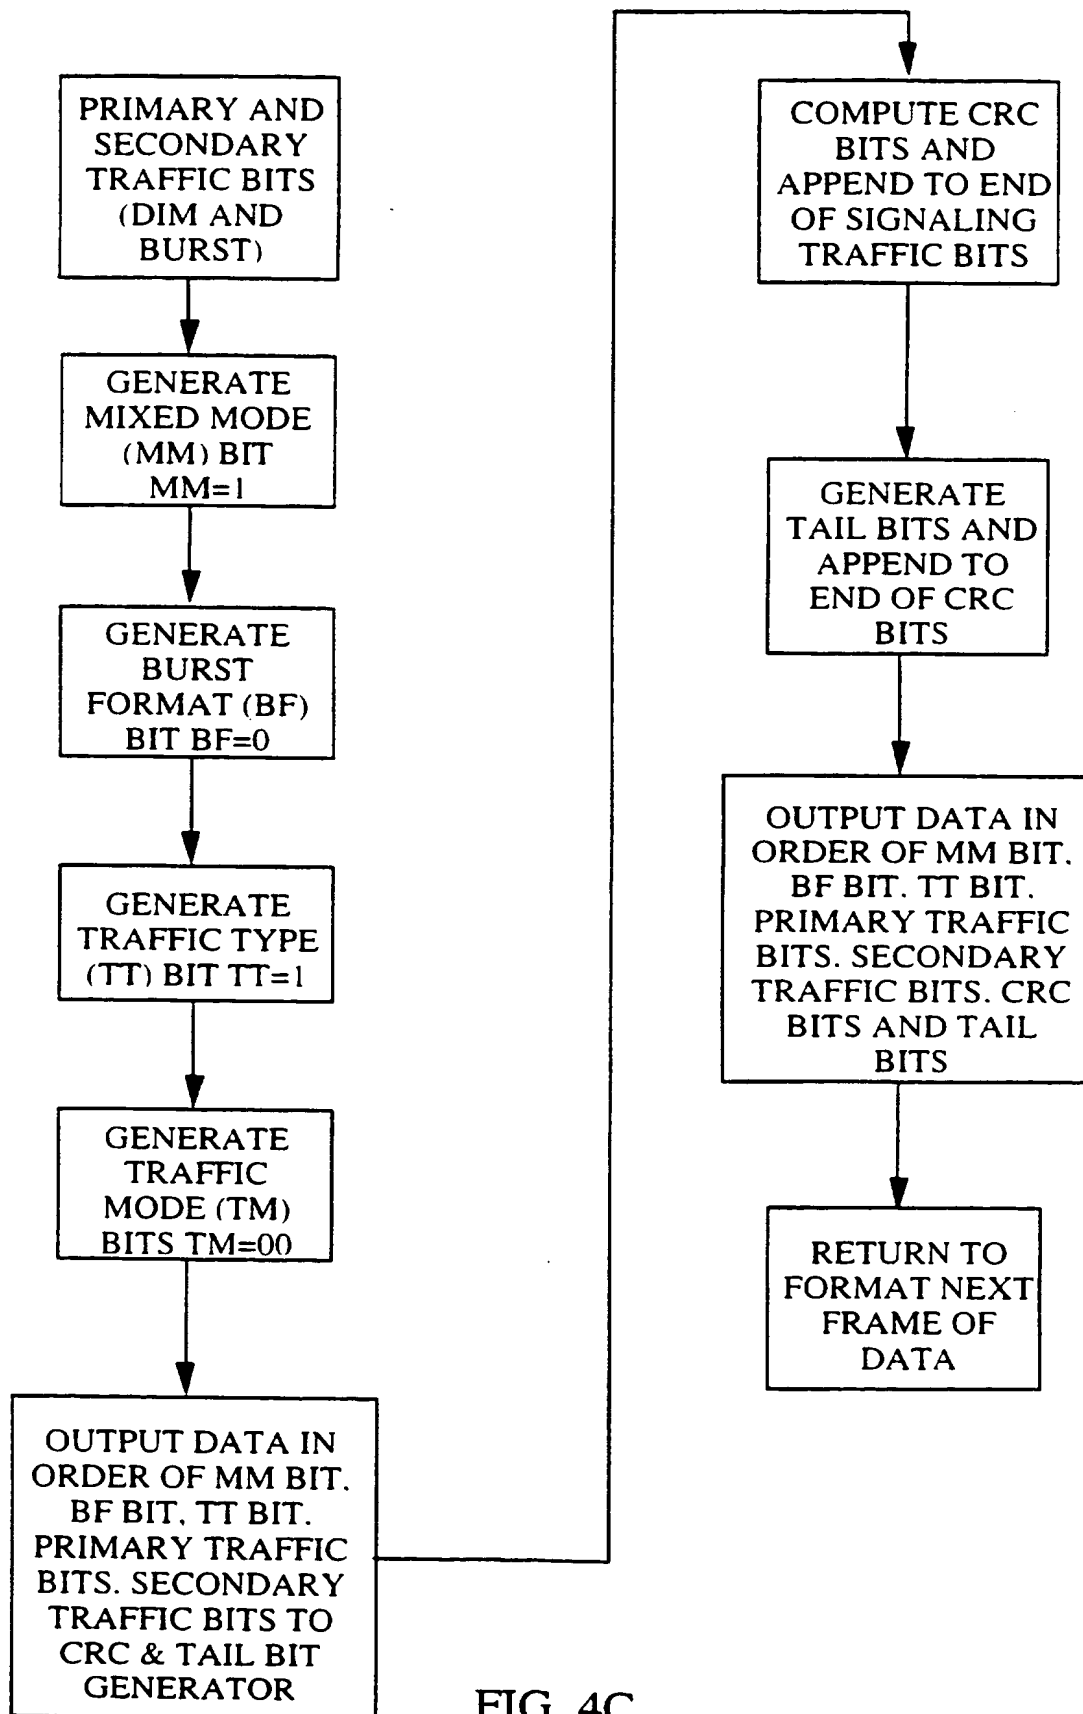 PRIMARY AND
SECONDARY
TRAFFIC BITS
(DIM AND
BURST)
GENERATE
MIXED MODE
(MM) BIT
MM=1
GENERATE
BURST
FORMAT (BF)
BIT BF=0
GENERATE
TRAFFIC TYPE
(TT) BIT TT=1
GENERATE
TRAFFIC
MODE (TM)
BITS TM=00
OUTPUT DATA IN
ORDER OF MM BIT.
BF BIT, TT BIT.
PRIMARY TRAFFIC
BITS. SECONDARY
TRAFFIC BITS TO
CRC & TAIL BIT
GENERATOR
COMPUTE CRC
BITS AND
APPEND TO END
OF SIGNALING
TRAFFIC BITS
GENERATE
TAIL BITS AND
APPEND TO
END OF CRC
BITS
OUTPUT DATA IN
ORDER OF MM BIT.
BF BIT. TT BIT.
PRIMARY TRAFFIC
BITS. SECONDARY
TRAFFIC BITS. CRC
BITS AND TAIL
BITS
RETURN TO
FORMAT NEXT
FRAME OF
DATA
FIG. 4C